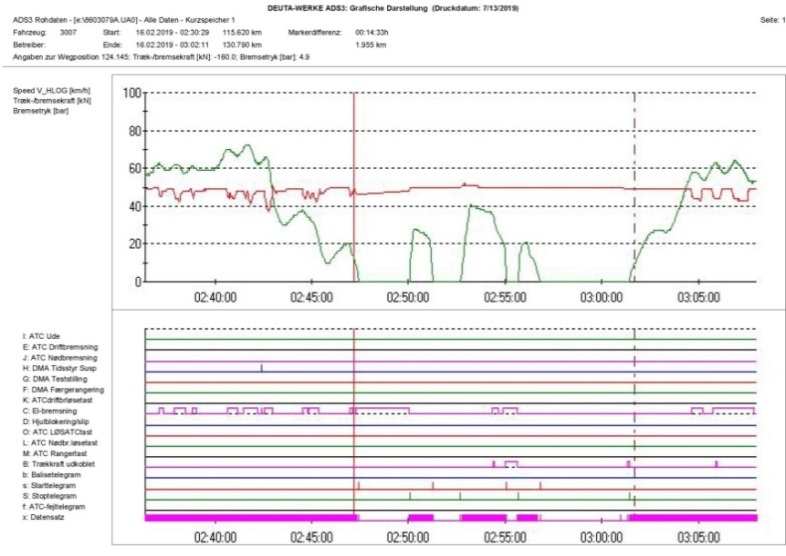 DEUTA-WERKE ADS3: Grafische Darstellung (Druckdatum: 7/13/2019)
ADS3 Rohdaten - [e:\8603079A.UA0] - Alle Daten - Kurzspeicher 1 Seite: 1
Fahrzeug: 3007 Start: 16.02.2019 - 02:30:29 115.620 km Markerdifferenz: 00:14:33h
Betreiber: Ende: 16.02.2019 - 03:02:11 130.790 km 1.955 km
Angaben zur Wegposition 124.145: Træk-/bremsekraft [kN]: -160.0; Bremsetryk [bar]: 4.9
Speed V_HLOG [km/h]
Træk-/bremsekraft [kN]
Bremsetryk [bar]
100
80
60
40
20
0
02:40:00 02:45:00 02:50:00 02:55:00 03:00:00 03:05:00
I: ATC Ude
E: ATC Driftbremsning
J: ATC Nødbremsning
H: DMA Tidsstyr Susp
G: DMA Teststilling
F: DMA Færgerangering
K: ATCdriftbrløsetast
C: El-bremsning
D: Hjulblokering/slip
O: ATC LØSATCtast
L: ATC Nødbr.løsetast
M: ATC Rangertast
B: Trækkraft udkoblet
b: Balisetelegram
s: Starttelegram
S: Stoptelegram
f: ATC-fejltelegram
x: Datensatz
02:40:00 02:45:00 02:50:00 02:55:00 03:00:00 03:05:00